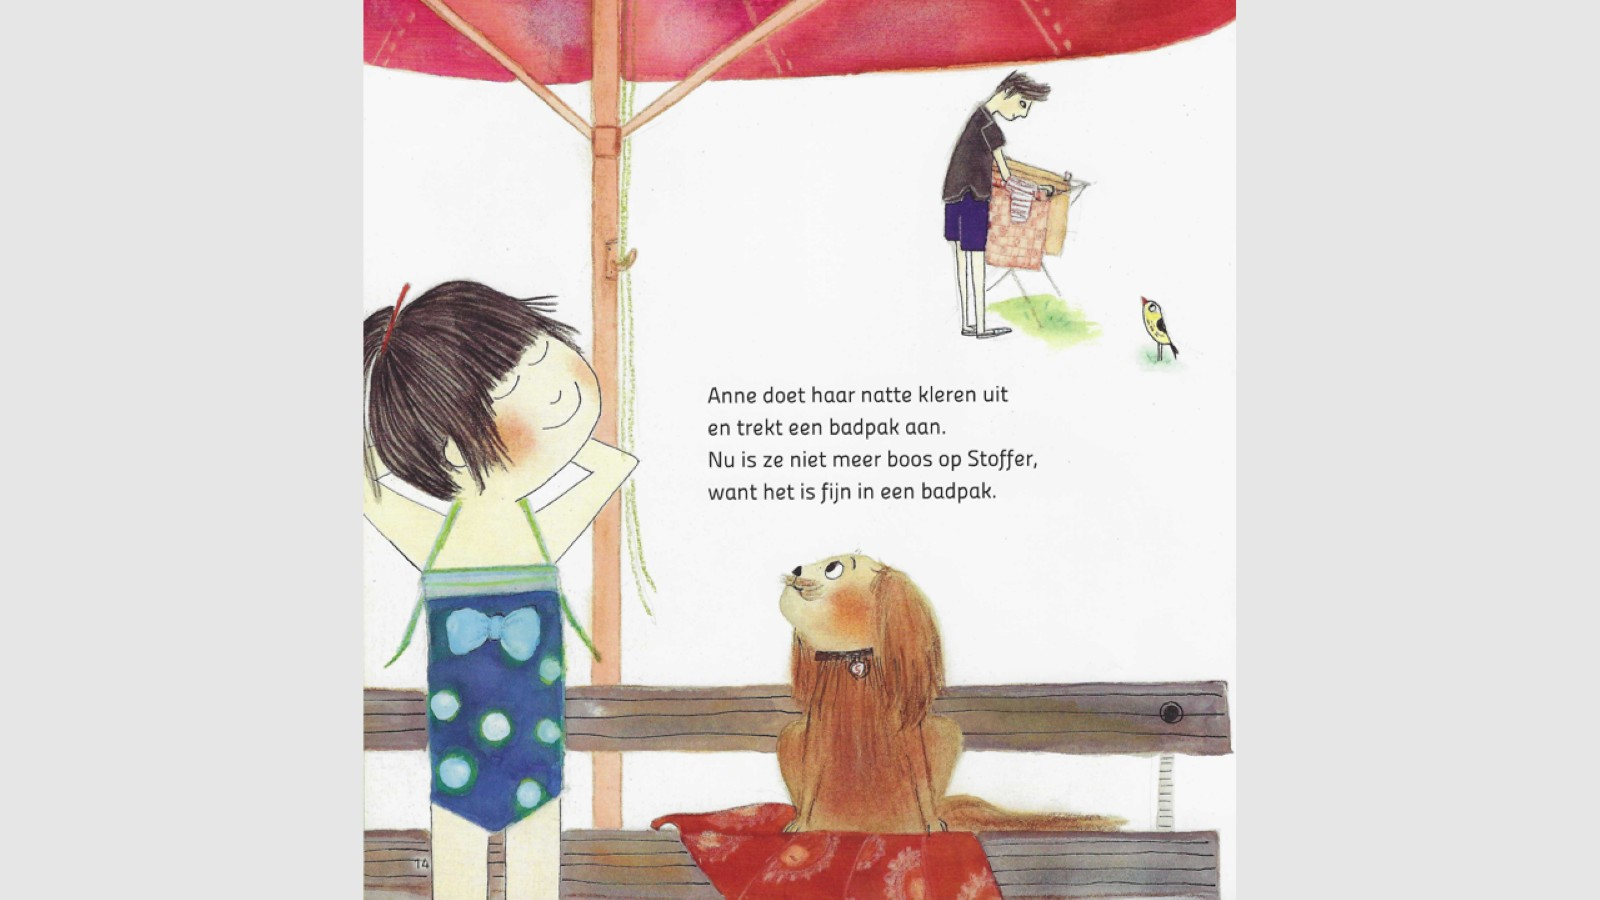 Anne doet haar natte kleren uit
en trekt een badpak aan.
Nu is ze niet meer boos op Stoffer,
want het is fijn in een badpak.
14